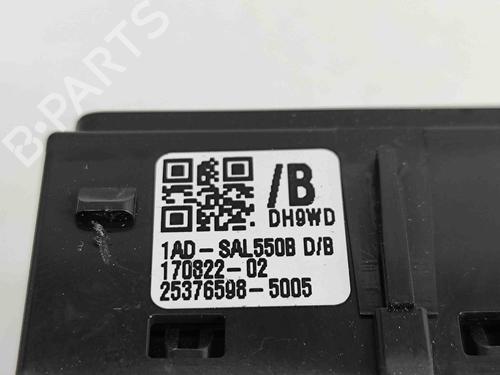 B-PARTS
/B
DH9WD
1AD-SAL550B D/B
170822-02
25376598-5005